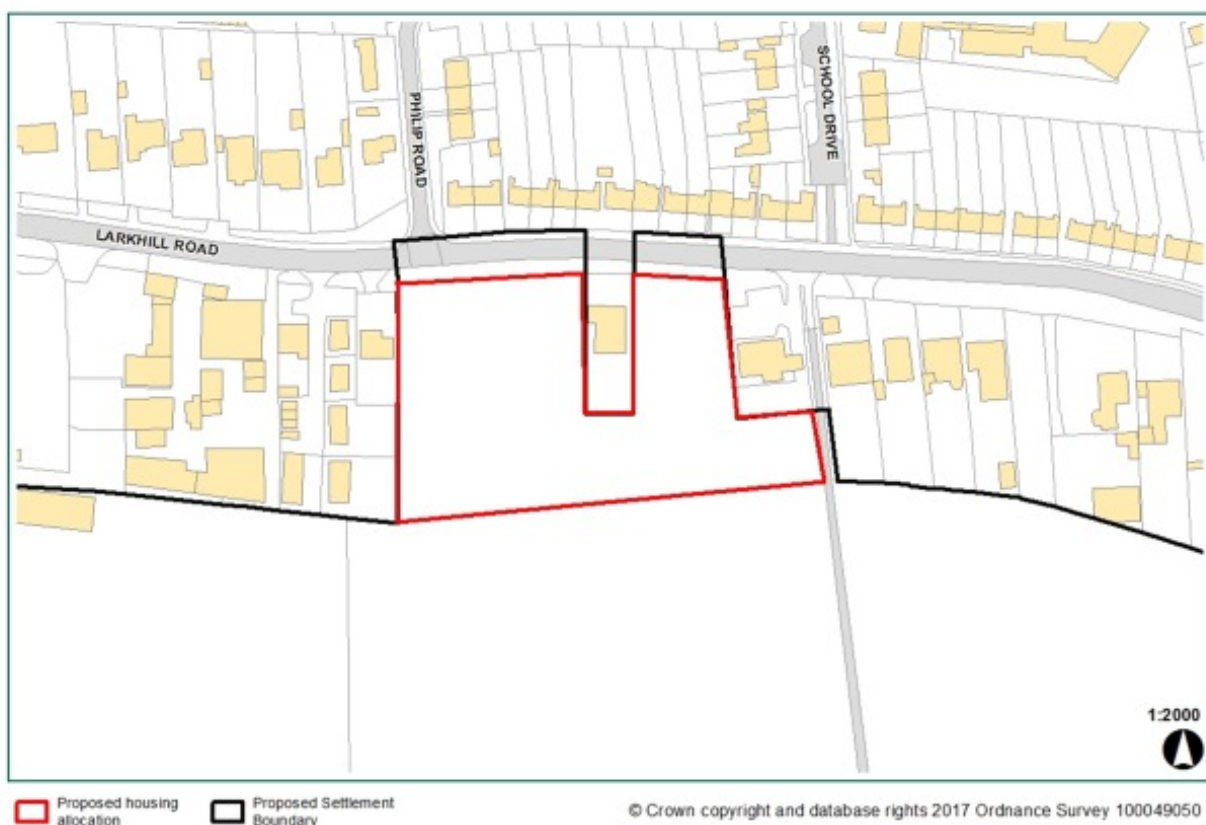 SCHOOL DRIVE
PHILIP ROAD
LARKHILL ROAD
1:2000
Proposed housing
allocation
Proposed Settlement
Boundary
© Crown copyright and database rights 2017 Ordnance Survey 100049050